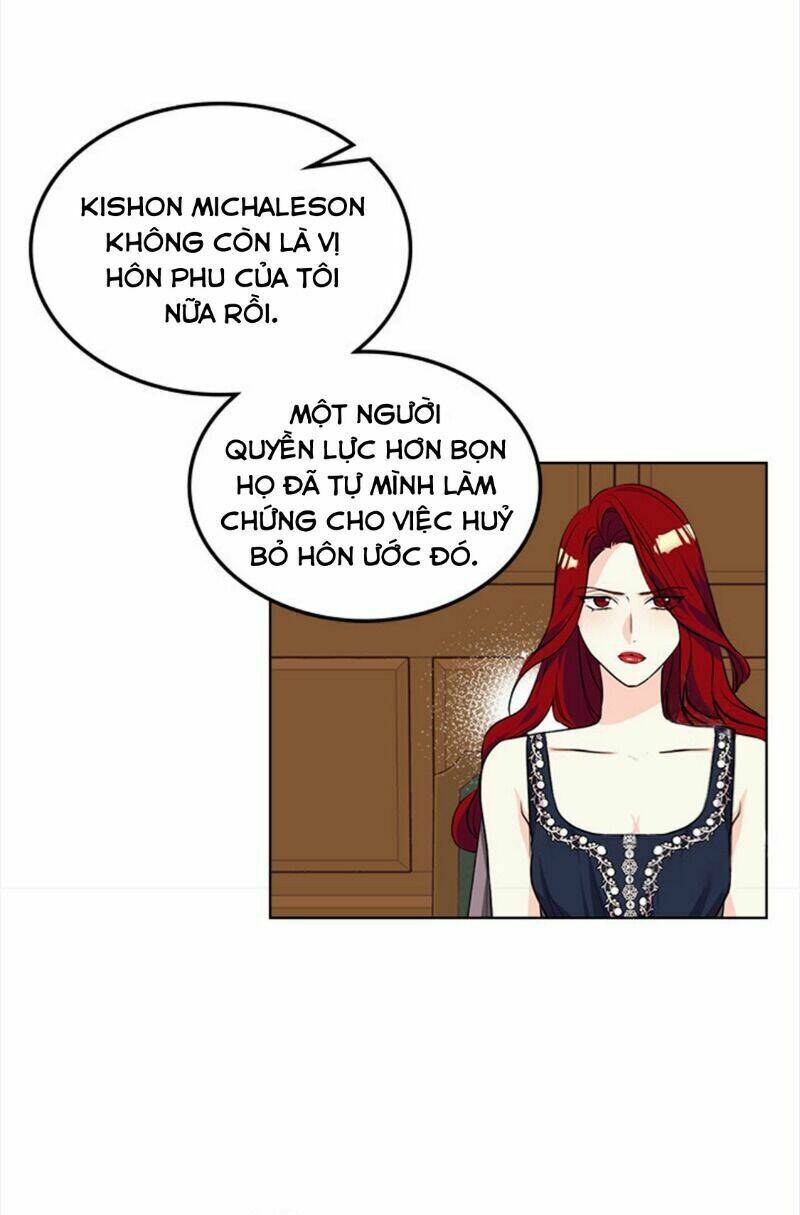 KISHON MICHALESON
KHÔNG CÒN LÀ VỊ
HÔN PHU CỦA TÔI
NỮA RỒI.
MỘT NGƯỜI
QUYỀN LỰC HƠN BỌN
HỌ ĐÃ TỰ MÌNH LÀM
CHỨNG CHO VIỆC HUỶ
BỎ HÔN ƯỚC ĐÓ.